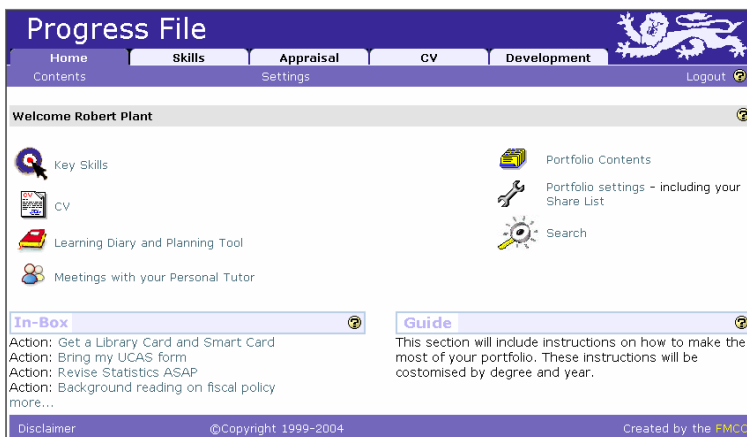 Progress File
Home Skills Appraisal CV Development
Contents Settings Logout
Welcome Robert Plant
Key Skills
CV
Learning Diary and Planning Tool
Meetings with your Personal Tutor
Portfolio Contents
Portfolio settings - including your
Share List
Search
In-Box
Action: Get a Library Card and Smart Card
Action: Bring my UCAS form
Action: Revise Statistics ASAP
Action: Background reading on fiscal policy
more...
Guide
This section will include instructions on how to make the
most of your portfolio. These instructions will be
costomised by degree and year.
Disclaimer ©Copyright 1999-2004 Created by the FMCC